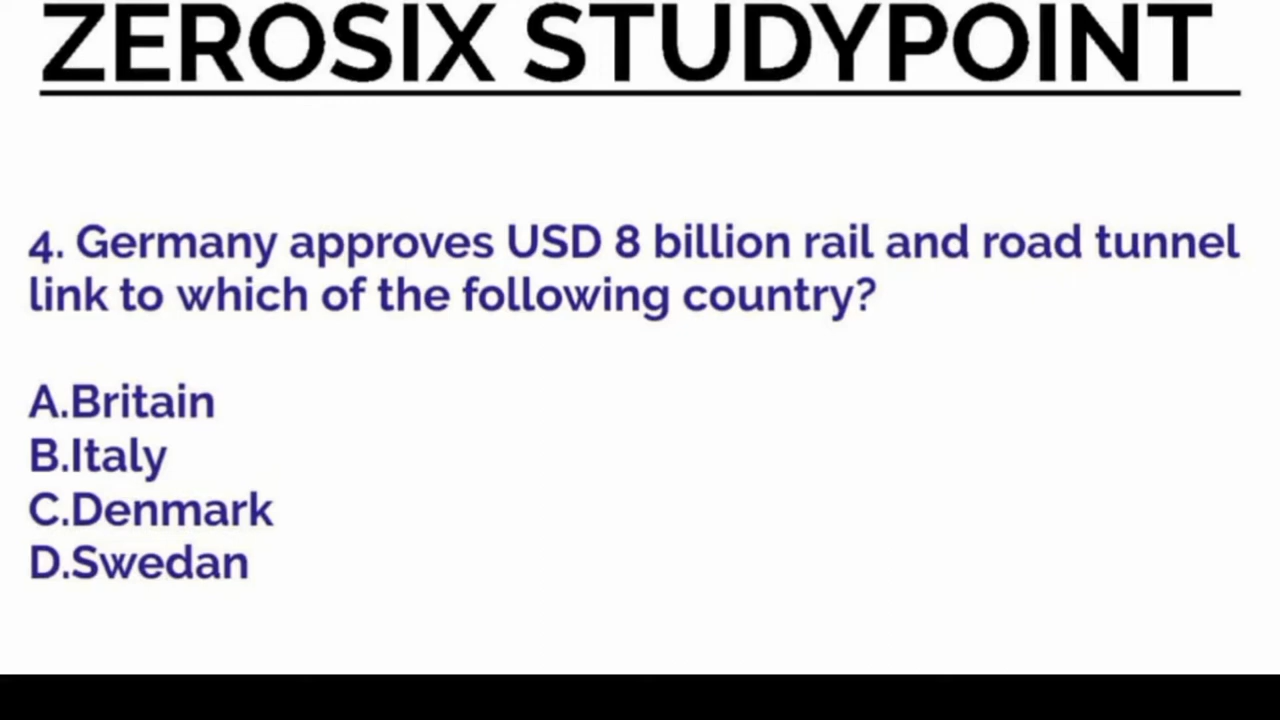 ZEROSIX STUDYPOINT
4. Germany approves USD 8 billion rail and road tunnel
link to which of the following country?
A.Britain
B.Italy
C.Denmark
D.Swedan